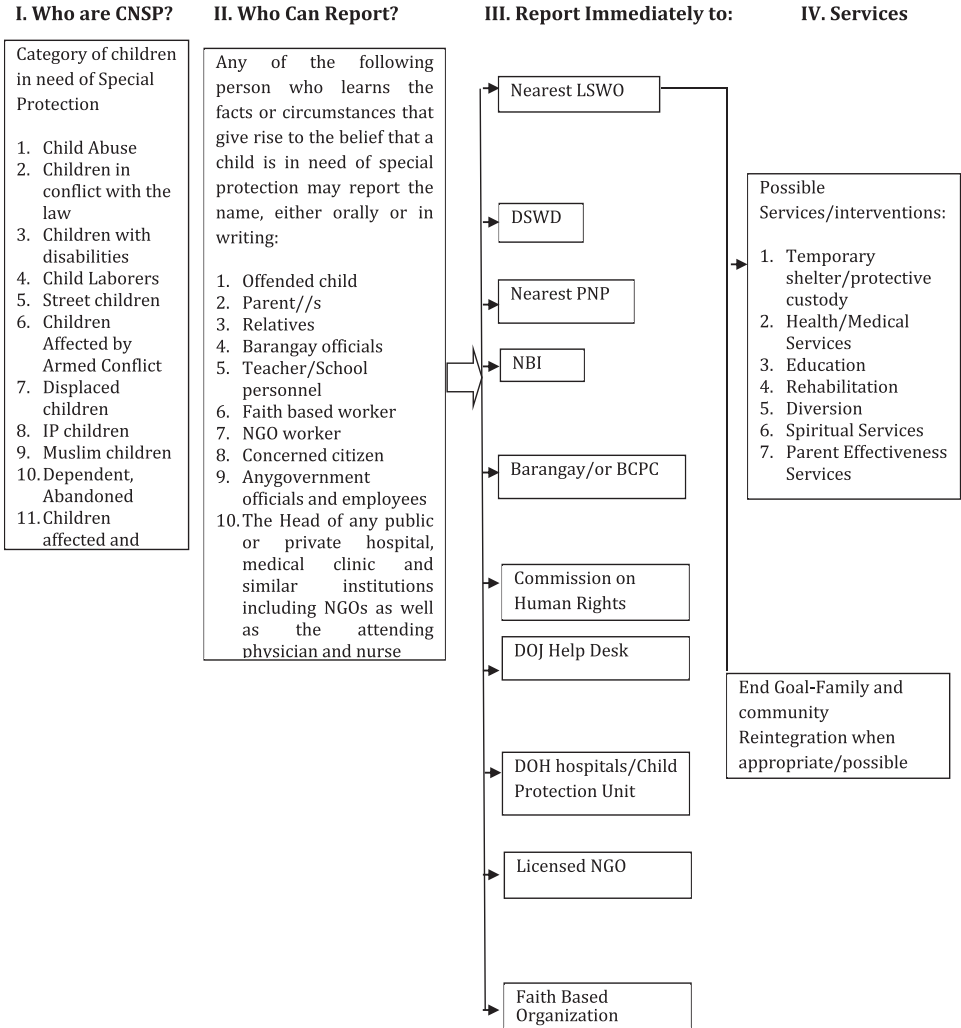 I. Who are CNSP?
Category of children
in need of Special
Protection
1. Child Abuse
2. Children in
conflict with the
law
3. Children with
disabilities
4. Child Laborers
5. Street children
6. Children
Affected by
Armed Conflict
7. Displaced
children
8. IP children
9. Muslim children
10. Dependent,
Abandoned
11. Children
affected and
II. Who Can Report?
Any of the following
person who learns the
facts or circumstances that
give rise to the belief that a
child is in need of special
protection may report the
name, either orally or in
writing:
1. Offended child
2. Parent//s
3. Relatives
4. Barangay officials
5. Teacher/School
personnel
6. Faith based worker
7. NGO worker
8. Concerned citizen
9. Anygovernment
officials and employees
10. The Head of any public
or private hospital,
medical clinic and
similar institutions
including NGOs as well
as the attending
physician and nurse
III. Report Immediately to:
Nearest LSWO
DSWD
Nearest PNP
NBI
Barangay/or BCPC
Commission on
Human Rights
DOJ Help Desk
DOH hospitals/Child
Protection Unit
Licensed NGO
Faith Based
Organization
IV. Services
Possible
Services/interventions:
1. Temporary
shelter/protective
custody
2. Health/Medical
Services
3. Education
4. Rehabilitation
5. Diversion
6. Spiritual Services
7. Parent Effectiveness
Services
End Goal-Family and
community
Reintegration when
appropriate/possible